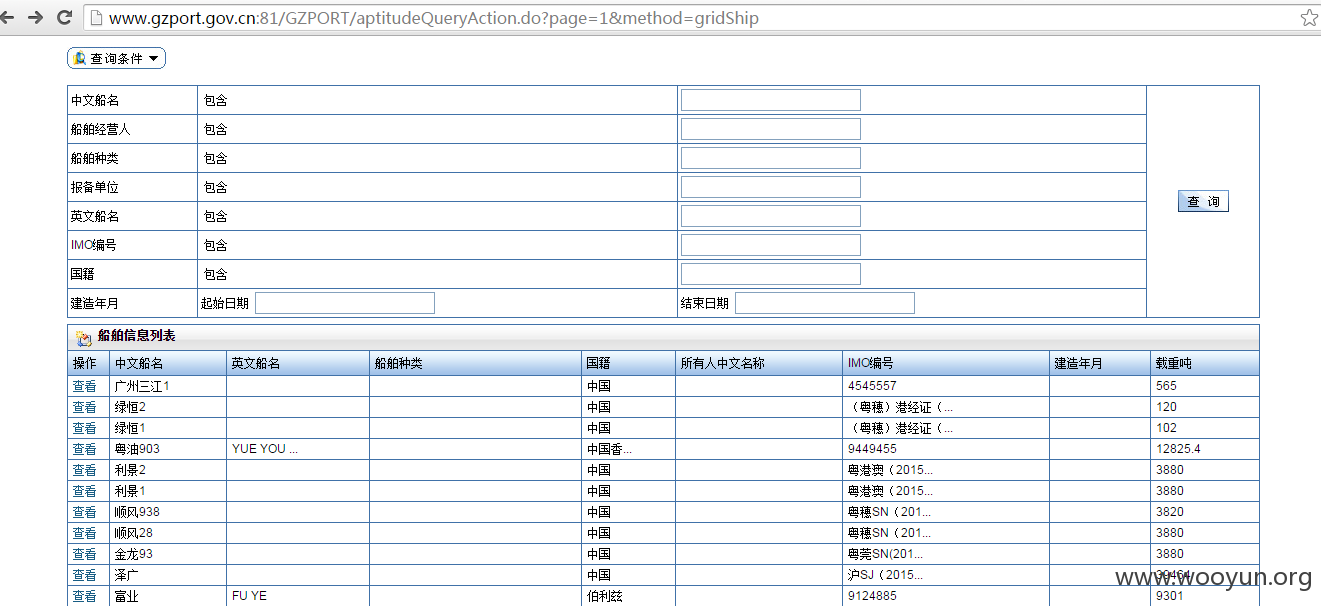 www.gzport.gov.cn:81/GZPORT/aptitudeQueryAction.do?page=1&method=gridShip
查询条件
中文船名 包含
船舶经营人 包含
船舶种类 包含
报备单位 包含
英文船名 包含
IMO编号 包含
国籍 包含
建造年月 起始日期 结束日期
查 询
船舶信息列表
操作 中文船名 英文船名 船舶种类 国籍 所有人中文名称 IMO编号 建造年月 载重吨
查看 广州三江1 中国 4545557 565
查看 绿恒2 中国 （粤穗）港经证（... 120
查看 绿恒1 中国 （粤穗）港经证（... 102
查看 粤油903 YUE YOU ... 中国香... 9449455 12825.4
查看 利景2 中国 粤港澳（2015... 3880
查看 利景1 中国 粤港澳（2015... 3880
查看 顺风938 中国 粤穗SN（201... 3820
查看 顺风28 中国 粤穗SN（201... 3880
查看 金龙93 中国 粤莞SN(201... 3880
查看 泽广 中国 沪SJ（2015...
查看 富业 FU YE 伯利兹 9124885 9301
www.wooyun.org